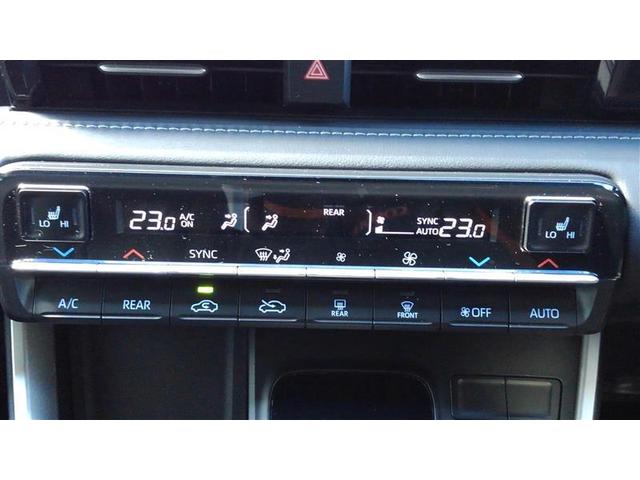 LO HI
23.0 A/C ON
REAR
SYNC AUTO 23.0
LO HI
SYNC
A/C
REAR
REAR
FRONT
OFF
AUTO